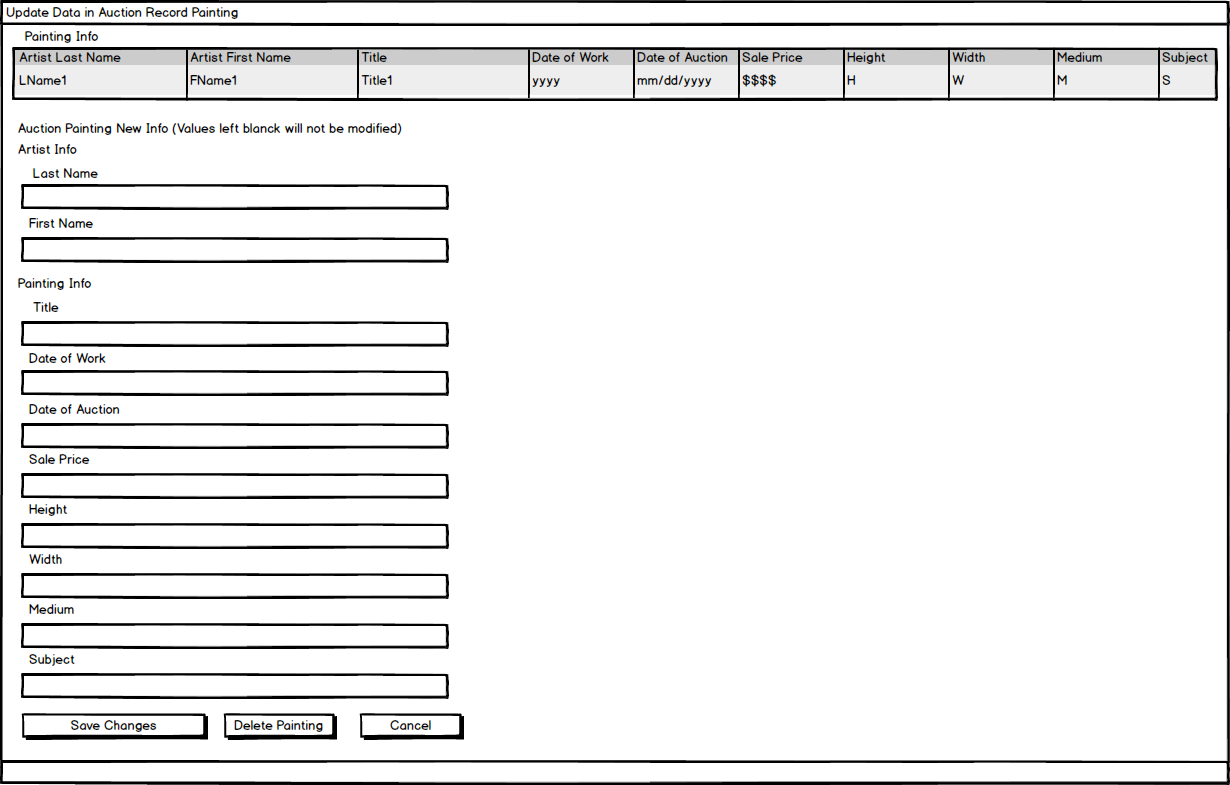 Update Data in Auction Record Painting
Painting Info
Artist Last Name Artist First Name Title Date of Work Date of Auction Sale Price Height Width Medium Subject
LName1 FName1 Title1 yyyy mm/dd/yyyy $$$$ H W M S
Auction Painting New Info (Values left blanck will not be modified)
Artist Info
Last Name
First Name
Painting Info
Title
Date of Work
Date of Auction
Sale Price
Height
Width
Medium
Subject
Save Changes Delete Painting Cancel